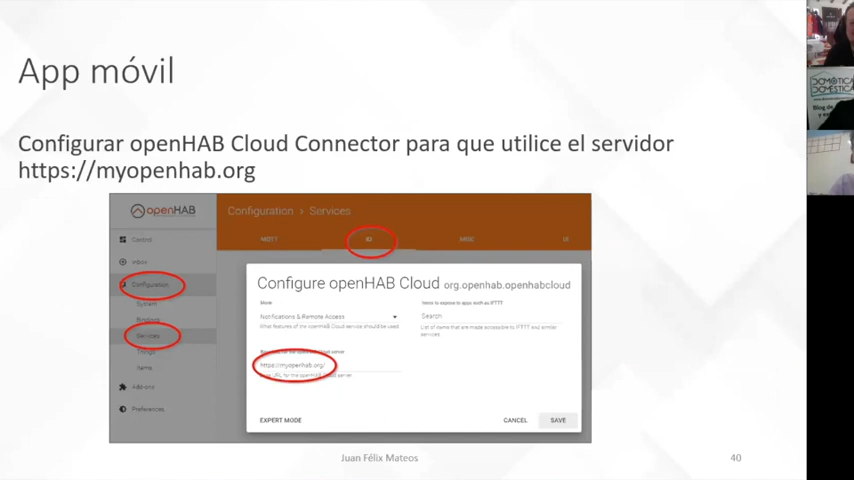 App móvil
Configurar openHAB Cloud Connector para que utilice el servidor
https://myopenhab.org
openHAB
Configuration > Services
Control
MISC
UI
Inbox
Configuration
Configure openHAB Cloud org.openhab.openhabcloud
System
Mode
Items to expose to apps such as IFTTT
Notifications & Remote Access
Search
Bindings
What features of the openHAB Cloud service should be used.
List of items that are made accessible to IFTTT and similar
services.
Services
Things
https://myopenhab.org/
Items
Add-ons
Preferences
EXPERT MODE
CANCEL
SAVE
Juan Félix Mateos
40
DOMÓTICA
DOMÉSTICA
Blog de